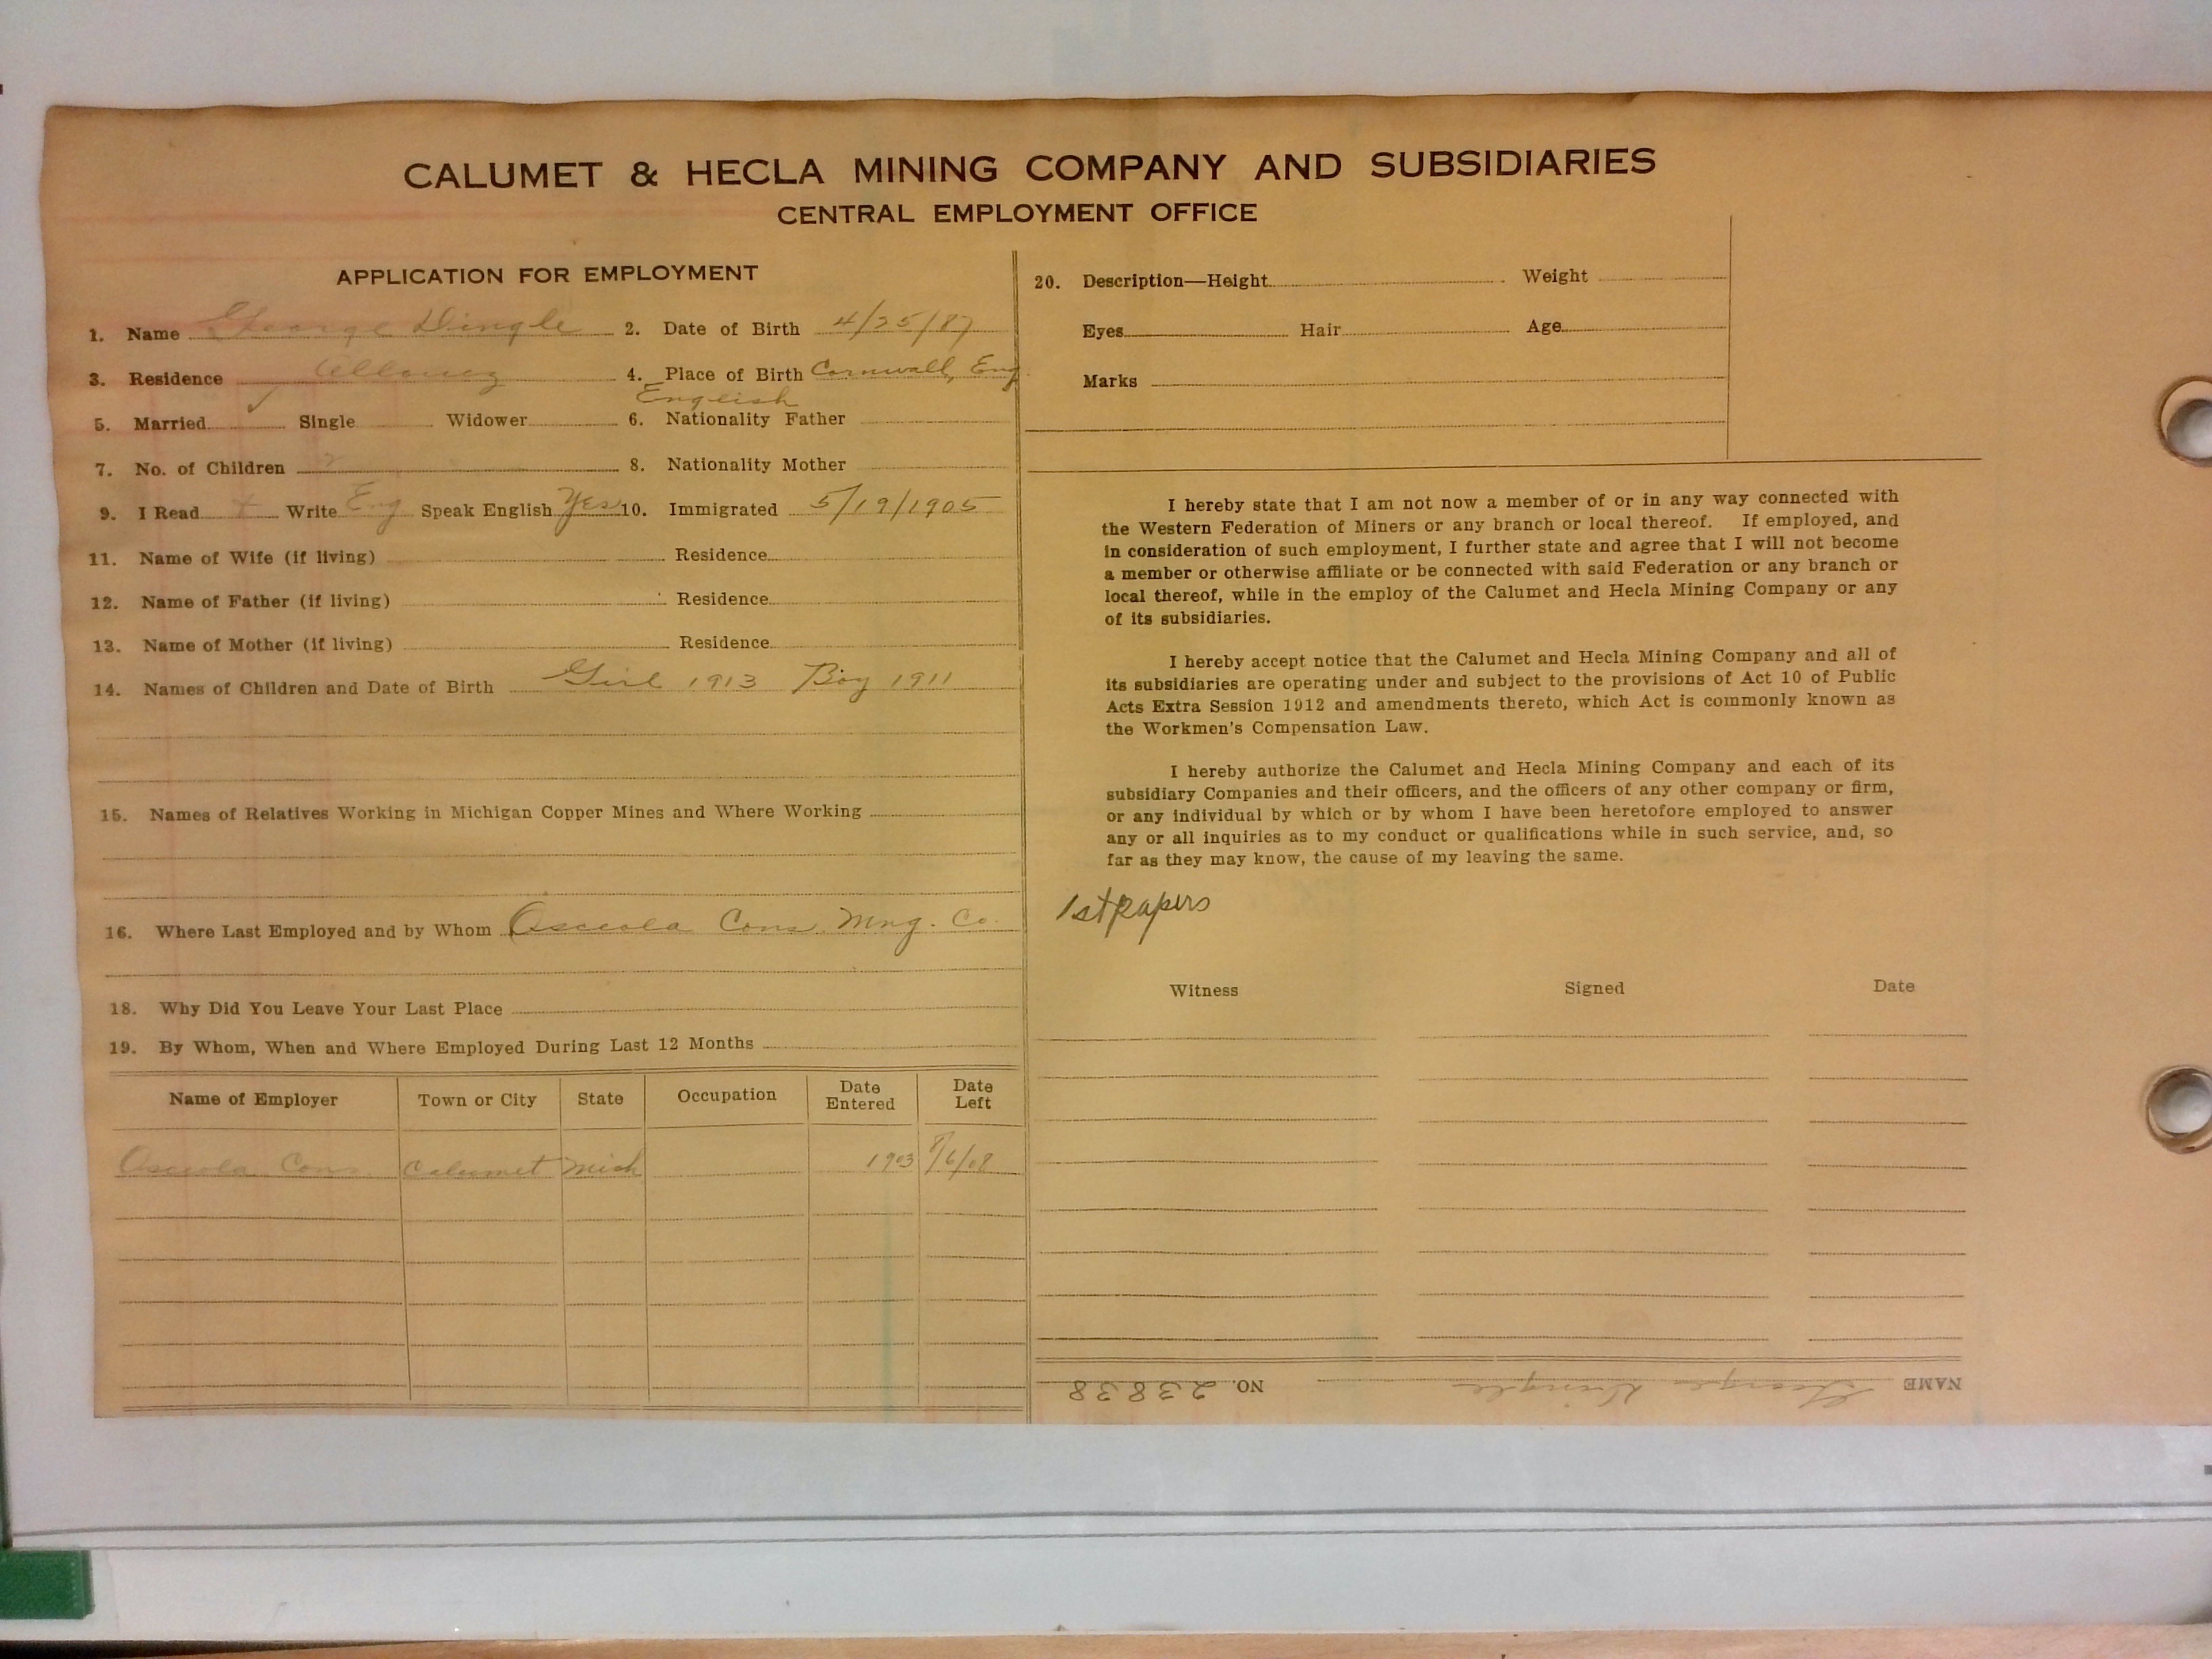 CALUMET & HECLA MINING COMPANY AND SUBSIDIARIES
CENTRAL EMPLOYMENT OFFICE
APPLICATION FOR EMPLOYMENT
1. Name George Dingle 2. Date of Birth 4/25/87
3. Residence Allouez 4. Place of Birth Cornwall, Eng
English
5. Married ✓ Single Widower 6. Nationality Father
7. No. of Children 2 8. Nationality Mother
9. I Read + Write Eng Speak English Yes 10. Immigrated 5/19/1905
11. Name of Wife (if living) Residence
12. Name of Father (if living) Residence
13. Name of Mother (if living) Residence
14. Names of Children and Date of Birth Girl 1913 Boy 1911
15. Names of Relatives Working in Michigan Copper Mines and Where Working
16. Where Last Employed and by Whom Osceola Cons. Mng. Co.
18. Why Did You Leave Your Last Place
19. By Whom, When and Where Employed During Last 12 Months
Name of Employer Town or City State Occupation Date Entered Date Left
Osceola Cons. Calumet Mich 1903 /6/08
20. Description—Height Weight
Eyes Hair Age
Marks
I hereby state that I am not now a member of or in any way connected with
the Western Federation of Miners or any branch or local thereof. If employed, and
in consideration of such employment, I further state and agree that I will not become
a member or otherwise affiliate or be connected with said Federation or any branch or
local thereof, while in the employ of the Calumet and Hecla Mining Company or any
of its subsidiaries.
I hereby accept notice that the Calumet and Hecla Mining Company and all of
its subsidiaries are operating under and subject to the provisions of Act 10 of Public
Acts Extra Session 1912 and amendments thereto, which Act is commonly known as
the Workmen's Compensation Law.
I hereby authorize the Calumet and Hecla Mining Company and each of its
subsidiary Companies and their officers, and the officers of any other company or firm,
or any individual by which or by whom I have been heretofore employed to answer
any or all inquiries as to my conduct or qualifications while in such service, and, so
far as they may know, the cause of my leaving the same.
1st papers
Witness Signed Date
NAME George Dingle NO. 23838